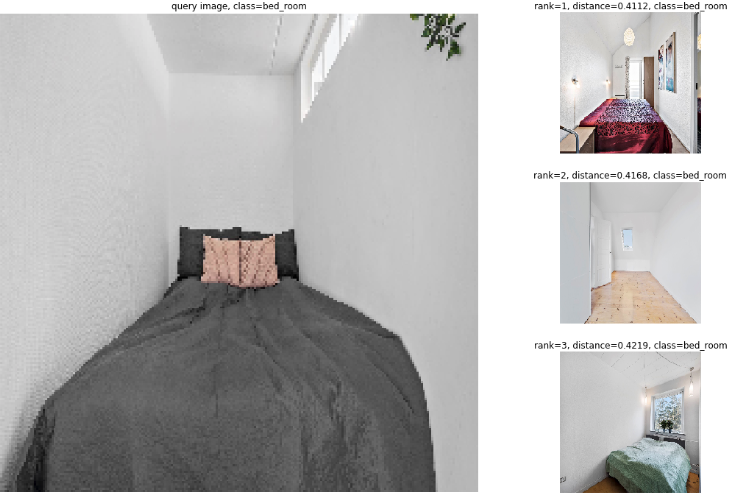 query image, class=bed_room
rank=1, distance=0.4112, class=bed_room
rank=2, distance=0.4168, class=bed_room
rank=3, distance=0.4219, class=bed_room